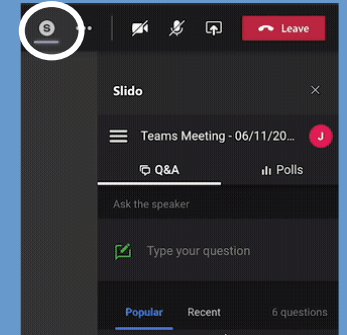 S
Leave
Slido
Teams Meeting - 06/11/20...
J
Q&A Polls
Ask the speaker
Type your question
Popular Recent 6 questions